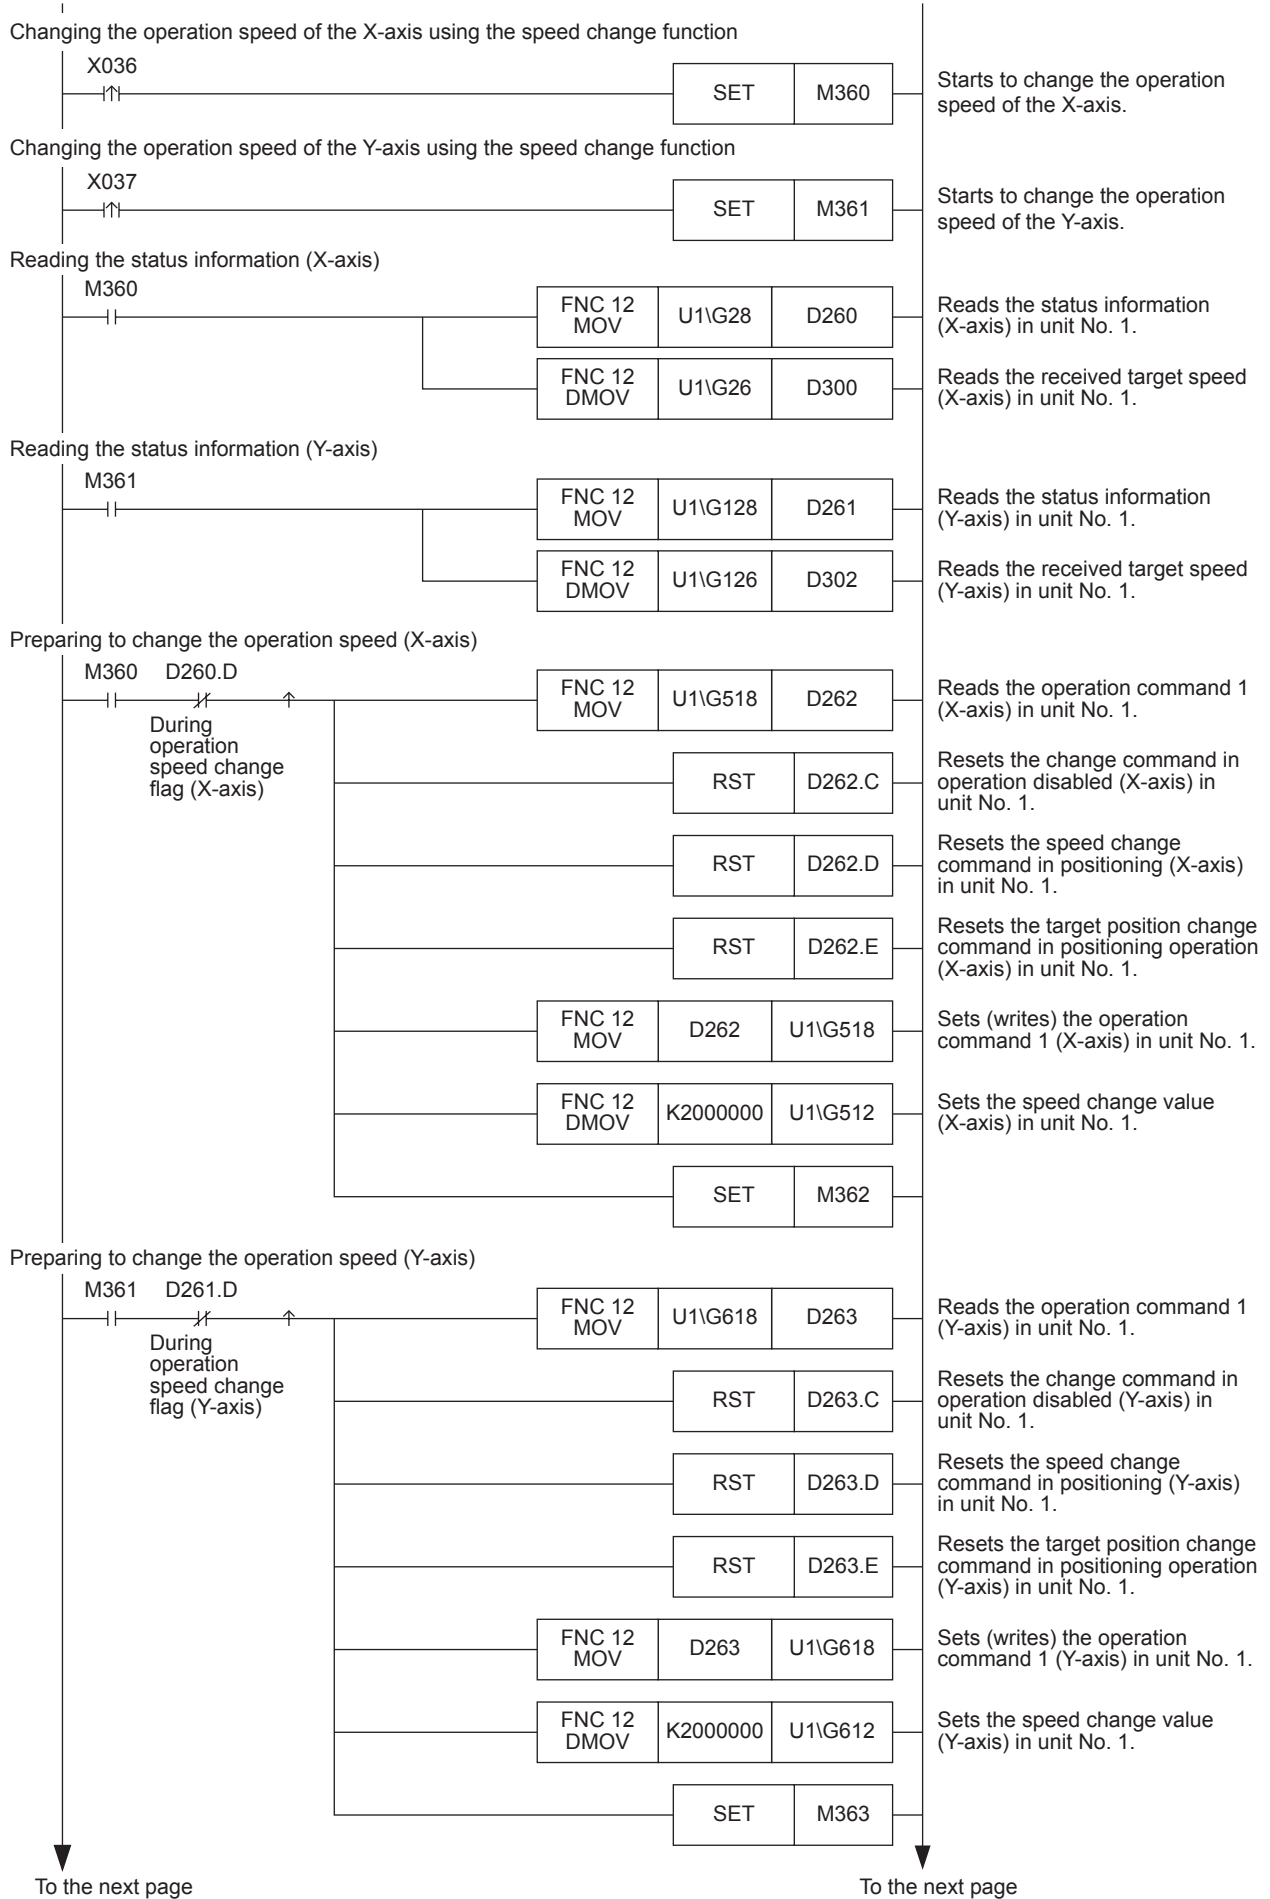 Changing the operation speed of the X-axis using the speed change function
X036
SET M360
Starts to change the operation
speed of the X-axis.
Changing the operation speed of the Y-axis using the speed change function
X037
SET M361
Starts to change the operation
speed of the Y-axis.
Reading the status information (X-axis)
M360
FNC 12
MOV
U1\G28 D260
Reads the status information
(X-axis) in unit No. 1.
FNC 12
DMOV
U1\G26 D300
Reads the received target speed
(X-axis) in unit No. 1.
Reading the status information (Y-axis)
M361
FNC 12
MOV
U1\G128 D261
Reads the status information
(Y-axis) in unit No. 1.
FNC 12
DMOV
U1\G126 D302
Reads the received target speed
(Y-axis) in unit No. 1.
Preparing to change the operation speed (X-axis)
M360 D260.D
During
operation
speed change
flag (X-axis)
FNC 12
MOV
U1\G518 D262
Reads the operation command 1
(X-axis) in unit No. 1.
RST D262.C
Resets the change command in
operation disabled (X-axis) in
unit No. 1.
RST D262.D
Resets the speed change
command in positioning (X-axis)
in unit No. 1.
RST D262.E
Resets the target position change
command in positioning operation
(X-axis) in unit No. 1.
FNC 12
MOV
D262 U1\G518
Sets (writes) the operation
command 1 (X-axis) in unit No. 1.
FNC 12
DMOV
K2000000 U1\G512
Sets the speed change value
(X-axis) in unit No. 1.
SET M362
Preparing to change the operation speed (Y-axis)
M361 D261.D
During
operation
speed change
flag (Y-axis)
FNC 12
MOV
U1\G618 D263
Reads the operation command 1
(Y-axis) in unit No. 1.
RST D263.C
Resets the change command in
operation disabled (Y-axis) in
unit No. 1.
RST D263.D
Resets the speed change
command in positioning (Y-axis)
in unit No. 1.
RST D263.E
Resets the target position change
command in positioning operation
(Y-axis) in unit No. 1.
FNC 12
MOV
D263 U1\G618
Sets (writes) the operation
command 1 (Y-axis) in unit No. 1.
FNC 12
DMOV
K2000000 U1\G612
Sets the speed change value
(Y-axis) in unit No. 1.
SET M363
To the next page To the next page